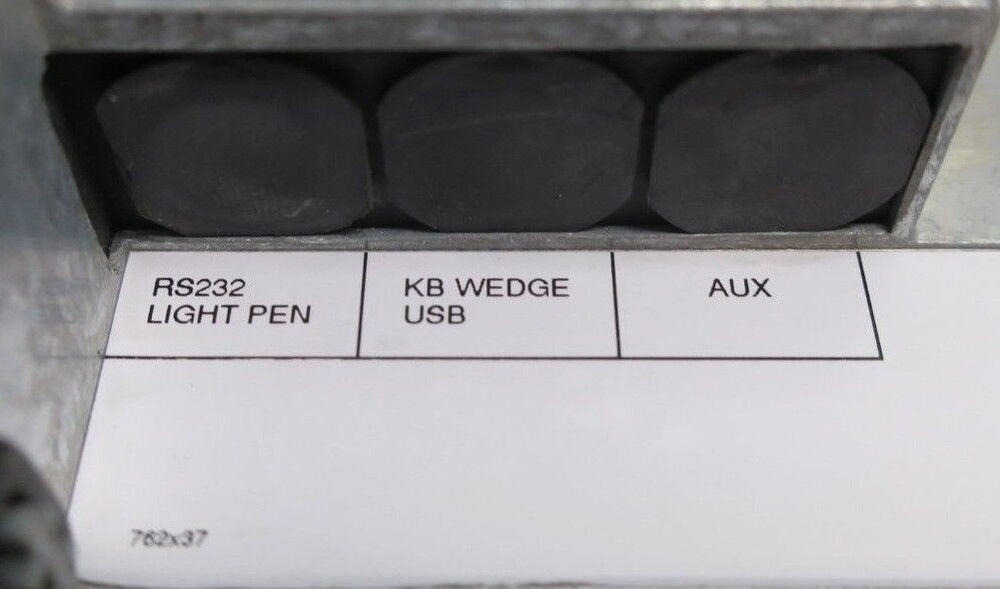 RS232
LIGHT PEN
KB WEDGE
USB
AUX
762x37